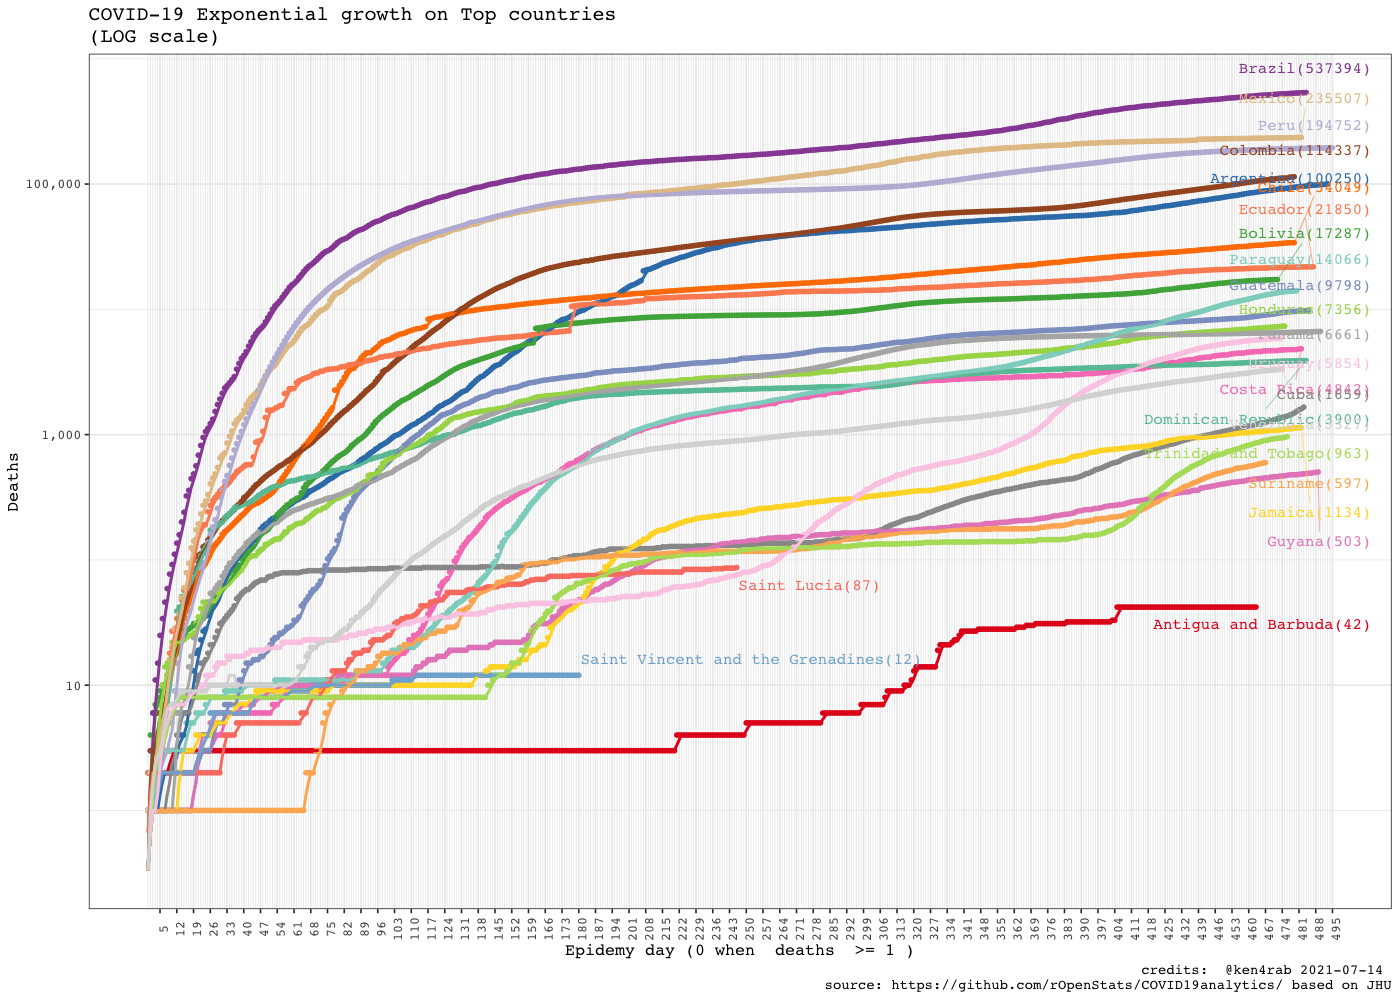 COVID-19 Exponential growth on Top countries
(LOG scale)
Brazil(537394)
Mexico(235507)
Peru(194752)
Colombia(114337)
Argentina(100250)
Chile(34049)
Ecuador(21850)
Bolivia(17287)
Paraguay(14066)
Guatemala(9798)
Honduras(7356)
Panama(6661)
Uruguay(5854)
Costa Rica(4842)
Cuba(1659)
Dominican Republic(3900)
Trinidad and Tobago(963)
Suriname(597)
Jamaica(1134)
Guyana(503)
Saint Lucia(87)
Antigua and Barbuda(42)
Saint Vincent and the Grenadines(12)
100,000
1,000
10
Deaths
5 12 19 26 33 40 47 54 61 68 75 82 89 96 103 110 117 124 131 138 145 152 159 166 173 180 187 194 201 208 215 222 229 236 243 250 257 264 271 278 285 292 299 306 313 320 327 334 341 348 355 362 369 376 383 390 397 404 411 418 425 432 439 446 453 460 467 474 481 488 495
Epidemy day (0 when deaths >= 1 )
credits: @ken4rab 2021-07-14
source: https://github.com/rOpenStats/COVID19analytics/ based on JHU